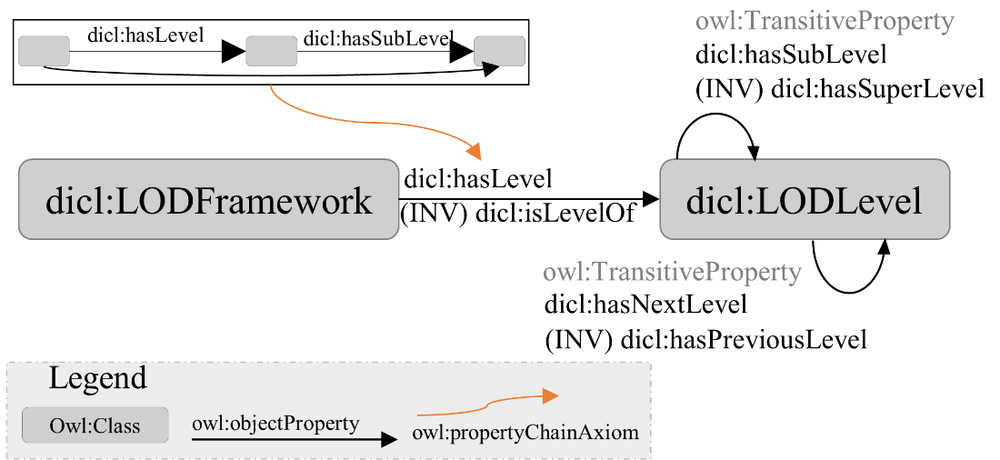 dicl:hasLevel
dicl:hasSubLevel
owl:TransitiveProperty
dicl:hasSubLevel
(INV) dicl:hasSuperLevel
dicl:LODFramework
dicl:hasLevel
(INV) dicl:isLevelOf
dicl:LODLevel
owl:TransitiveProperty
dicl:hasNextLevel
(INV) dicl:hasPreviousLevel
Legend
Owl:Class
owl:objectProperty
owl:propertyChainAxiom